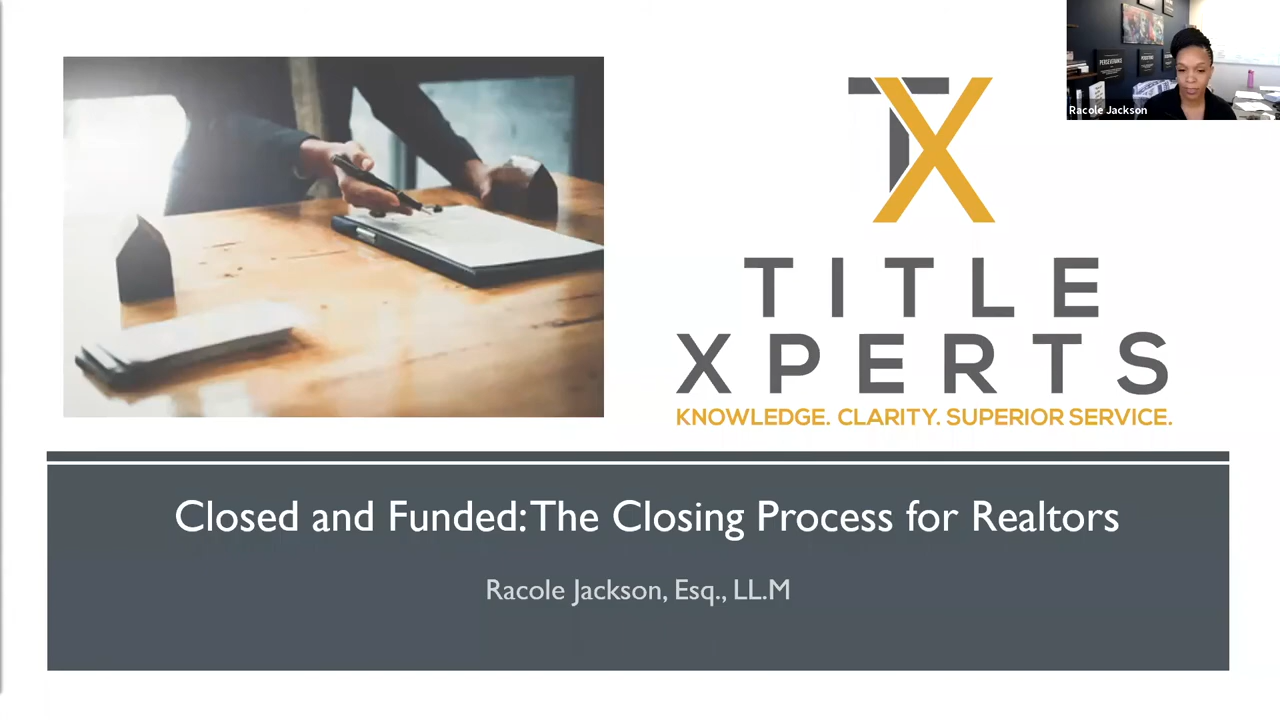 PERSEVERANCE
Racole Jackson
TX
TITLE
XPERTS
KNOWLEDGE. CLARITY. SUPERIOR SERVICE.
Closed and Funded: The Closing Process for Realtors
Racole Jackson, Esq., LL.M